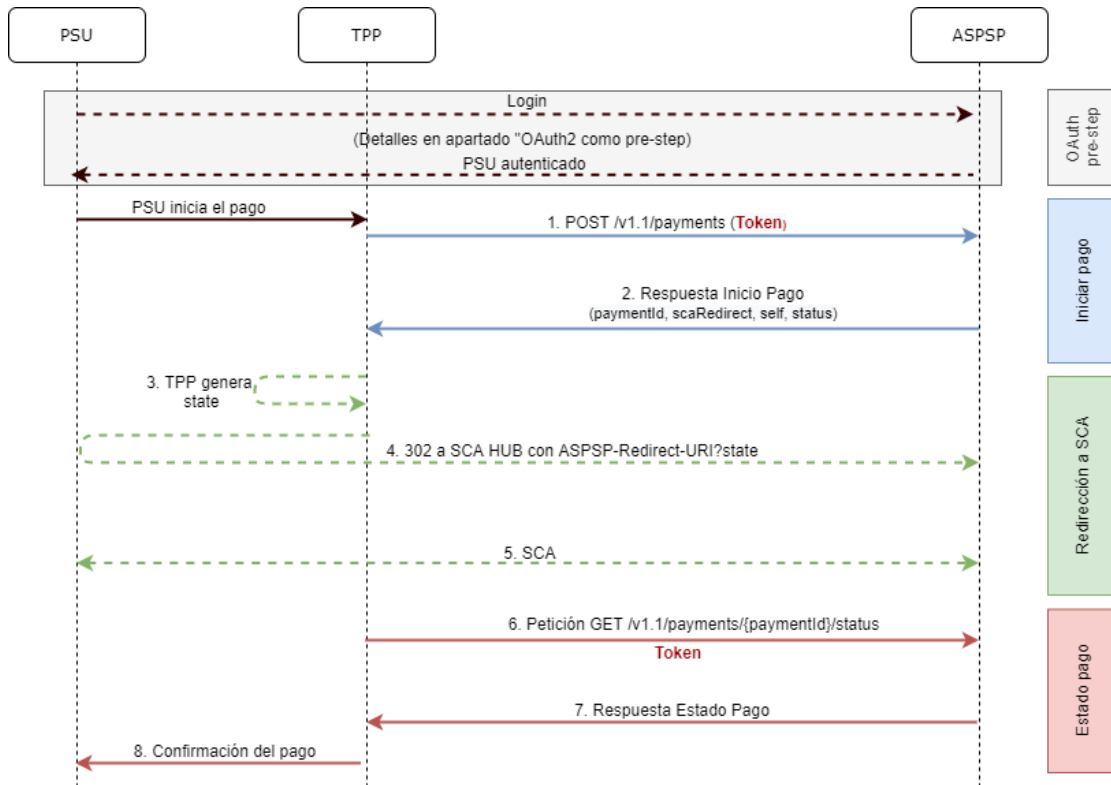 PSU
TPP
ASPSP
Login
(Detalles en apartado "OAuth2 como pre-step)
PSU autenticado
OAuth
pre-step
PSU inicia el pago
1. POST /v1.1/payments (Token)
2. Respuesta Inicio Pago
(paymentId, scaRedirect, self, status)
Iniciar pago
3. TPP genera
state
4. 302 a SCA HUB con ASPSP-Redirect-URI?state
5. SCA
Redirección a SCA
6. Petición GET /v1.1/payments/{paymentId}/status
Token
7. Respuesta Estado Pago
8. Confirmación del pago
Estado pago